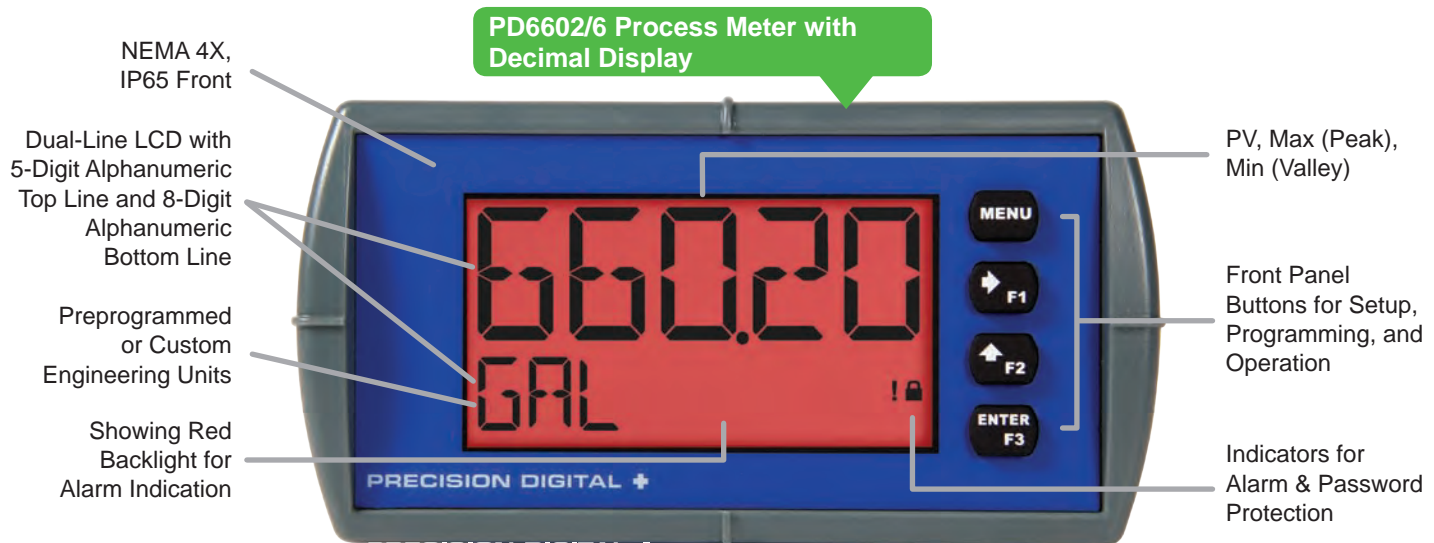 PD6602/6 Process Meter with
Decimal Display
NEMA 4X,
IP65 Front
Dual-Line LCD with
5-Digit Alphanumeric
Top Line and 8-Digit
Alphanumeric
Bottom Line
Preprogrammed
or Custom
Engineering Units
Showing Red
Backlight for
Alarm Indication
660.20
GAL
!
PRECISION DIGITAL
MENU
F1
F2
ENTER
F3
PV, Max (Peak),
Min (Valley)
Front Panel
Buttons for Setup,
Programming, and
Operation
Indicators for
Alarm & Password
Protection